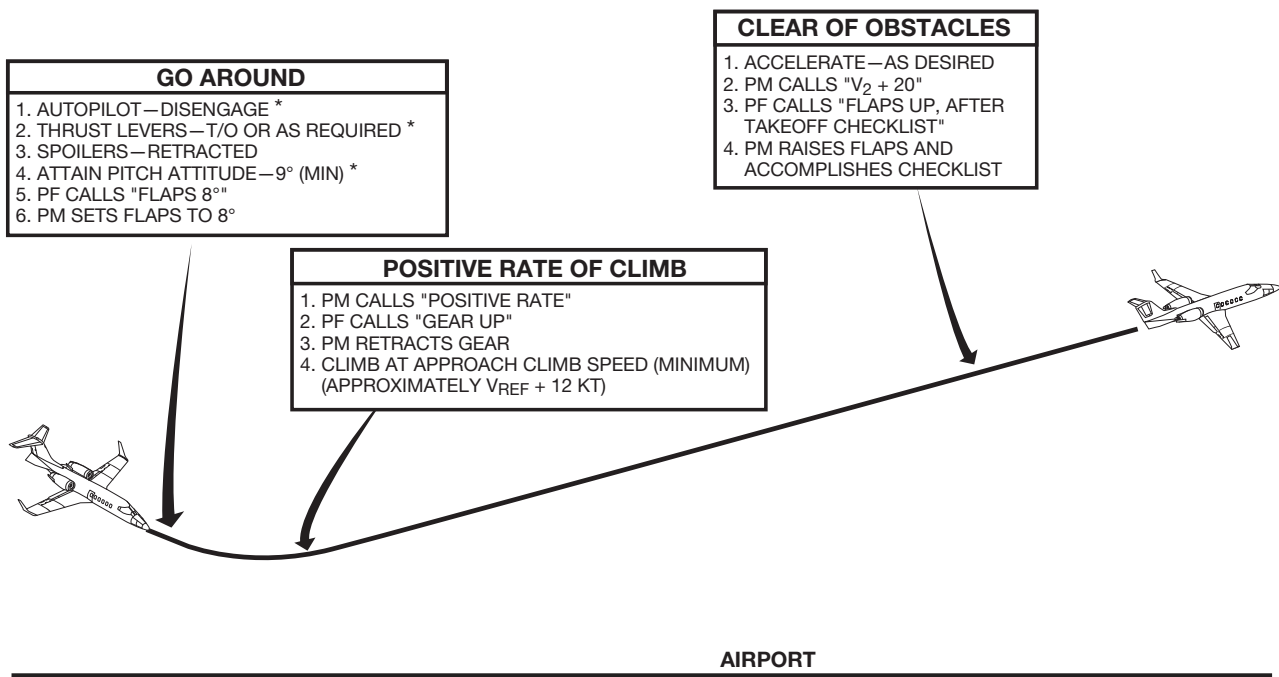 GO AROUND
1. AUTOPILOT—DISENGAGE *
2. THRUST LEVERS—T/O OR AS REQUIRED *
3. SPOILERS—RETRACTED
4. ATTAIN PITCH ATTITUDE—9° (MIN) *
5. PF CALLS "FLAPS 8°"
6. PM SETS FLAPS TO 8°
POSITIVE RATE OF CLIMB
1. PM CALLS "POSITIVE RATE"
2. PF CALLS "GEAR UP"
3. PM RETRACTS GEAR
4. CLIMB AT APPROACH CLIMB SPEED (MINIMUM)
(APPROXIMATELY VREF + 12 KT)
CLEAR OF OBSTACLES
1. ACCELERATE—AS DESIRED
2. PM CALLS "V2 + 20"
3. PF CALLS "FLAPS UP, AFTER
TAKEOFF CHECKLIST"
4. PM RAISES FLAPS AND
ACCOMPLISHES CHECKLIST
AIRPORT